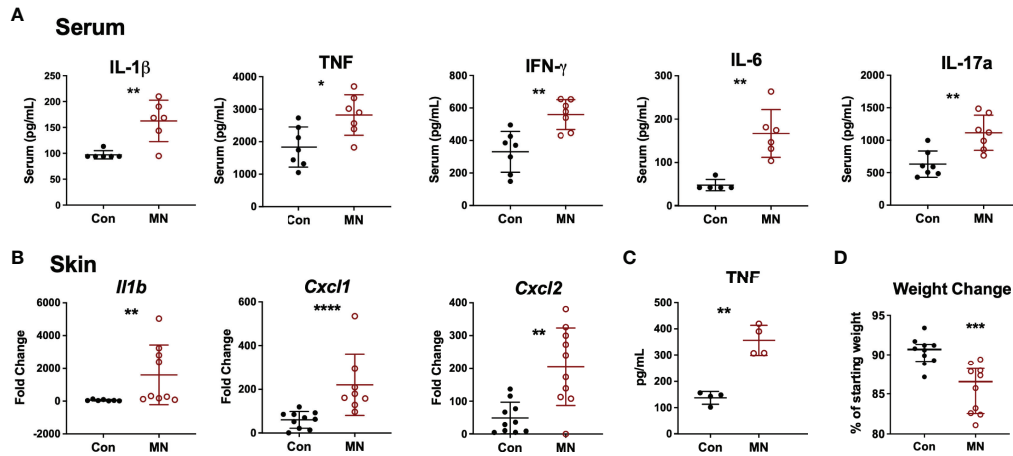 A
Serum
IL-1β
Serum (pg/mL)
200
150
100
50
0
**
Con MN
TNF
Serum (pg/mL)
4000
3000
2000
1000
0
*
Con MN
IFN-γ
Serum (pg/mL)
800
600
400
200
0
**
Con MN
IL-6
Serum (pg/mL)
300
200
100
0
**
Con MN
IL-17a
Serum (pg/mL)
2000
1500
1000
500
0
**
Con MN
B
Skin
Il1b
Fold Change
6000
4000
2000
0
-2000
**
Con MN
Cxcl1
Fold Change
600
400
200
0
****
Con MN
Cxcl2
Fold Change
400
300
200
100
0
**
Con MN
C
TNF
pg/mL
500
400
300
200
100
0
**
Con MN
D
Weight Change
% of starting weight
95
90
85
80
***
Con MN